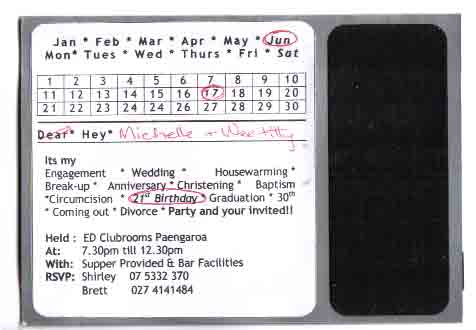 Jan * Feb * Mar * Apr * May * Jun
Mon* Tues * Wed * Thurs * Fri * Sat
1 2 3 4 5 6 7 8 9 10
11 12 13 14 15 16 17 18 19 20
21 22 23 24 24 26 27 28 29 30
Dear* Hey* Michelle +
Its my
Engagement * Wedding * Housewarming *
Break-up * Anniversary * Christening * Baptism
*Circumcision * 21st Birthday * Graduation * 30th
* Coming out * Divorce * Party and your invited!!
Held : ED Clubrooms Paengaroa
At: 7.30pm till 12.30pm
With: Supper Provided & Bar Facilities
RSVP: Shirley 07 5332 370
Brett 027 4141484